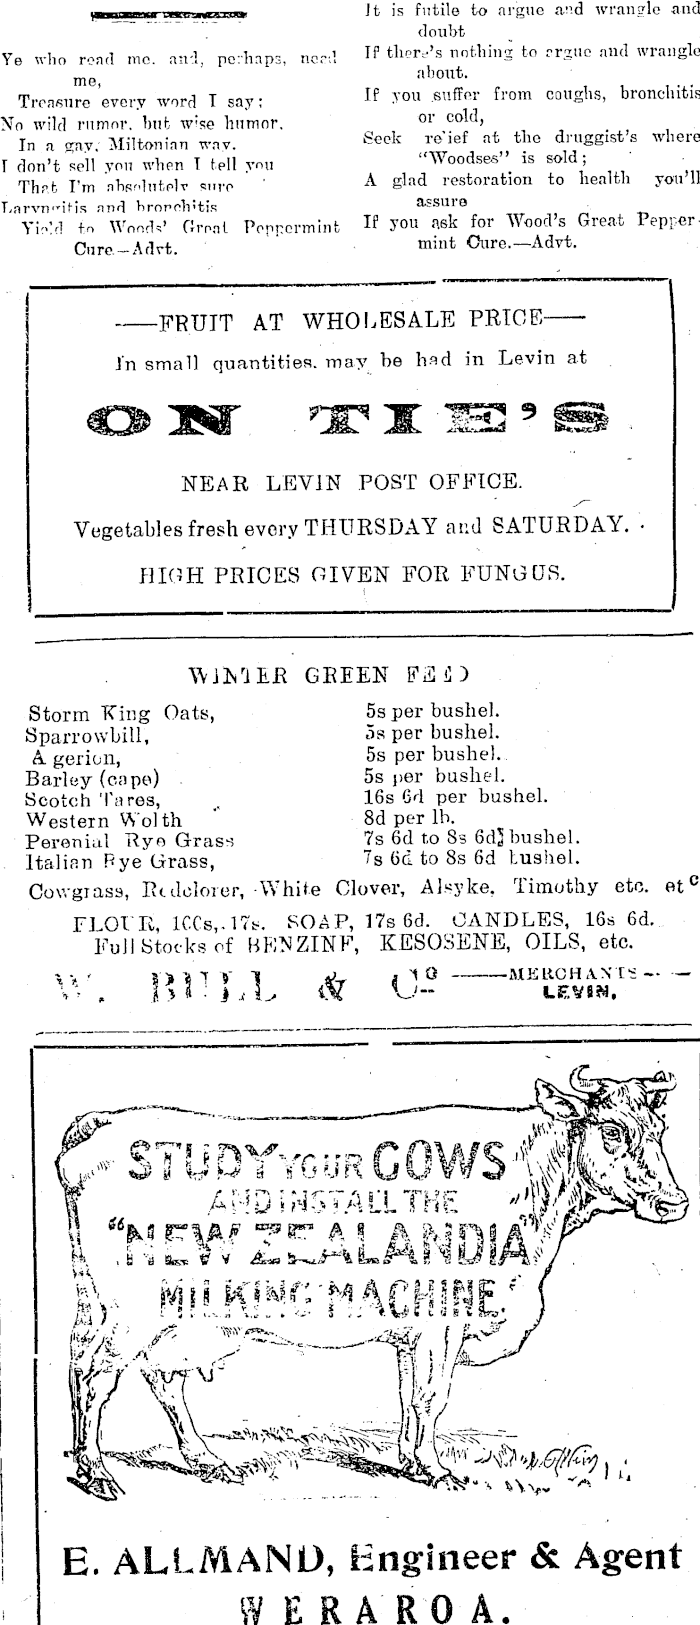 Ye who read me. and, perhaps, need
me,
Treasure every word I say;
No wild rumor. but wise humor.
In a gay, Miltonian way.
I don't sell you when I tell you
That I'm absolutely sure
Laryngitis and bronchitis
Yield to Woods' Great Peppermint
Cure.—Advt.
It is futile to argue and wrangle and
doubt
If there's nothing to argue and wrangle
about.
If you suffer from coughs, bronchitis
or cold,
Seek relief at the druggist's where
"Woodses" is sold;
A glad restoration to health you'll
assure
If you ask for Wood's Great Pepper-
mint Cure.—Advt.
——FRUIT AT WHOLESALE PRICE——
In small quantities. may be had in Levin at
ON TIE'S
NEAR LEVIN POST OFFICE.
Vegetables fresh every THURSDAY and SATURDAY.
HIGH PRICES GIVEN FOR FUNGUS.
WINTER GREEN FEED
Storm King Oats, 5s per bushel.
Sparrowbill, 5s per bushel.
Agerion, 5s per bushel.
Barley (cape) 5s per bushel.
Scotch Tares, 16s 6d per bushel.
Western Wolth 8d per lb.
Perenial Rye Grass 7s 6d to 8s 6d bushel.
Italian Rye Grass, 7s 6d to 8s 6d bushel.
Cowgrass, Redclorer, White Clover, Alsyke, Timothy etc. etc
FLOUR, 100s, 17s. SOAP, 17s 6d. CANDLES, 16s 6d.
Full Stocks of BENZINE, KESOSENE, OILS, etc.
W. BULL & Co ——MERCHANTS——
LEVIN.
STUDY YOUR COWS
AND INSTALL THE
"NEW ZEALANDIA"
MILKING MACHINE.
E. ALLMAND, Engineer & Agent
WERAROA.